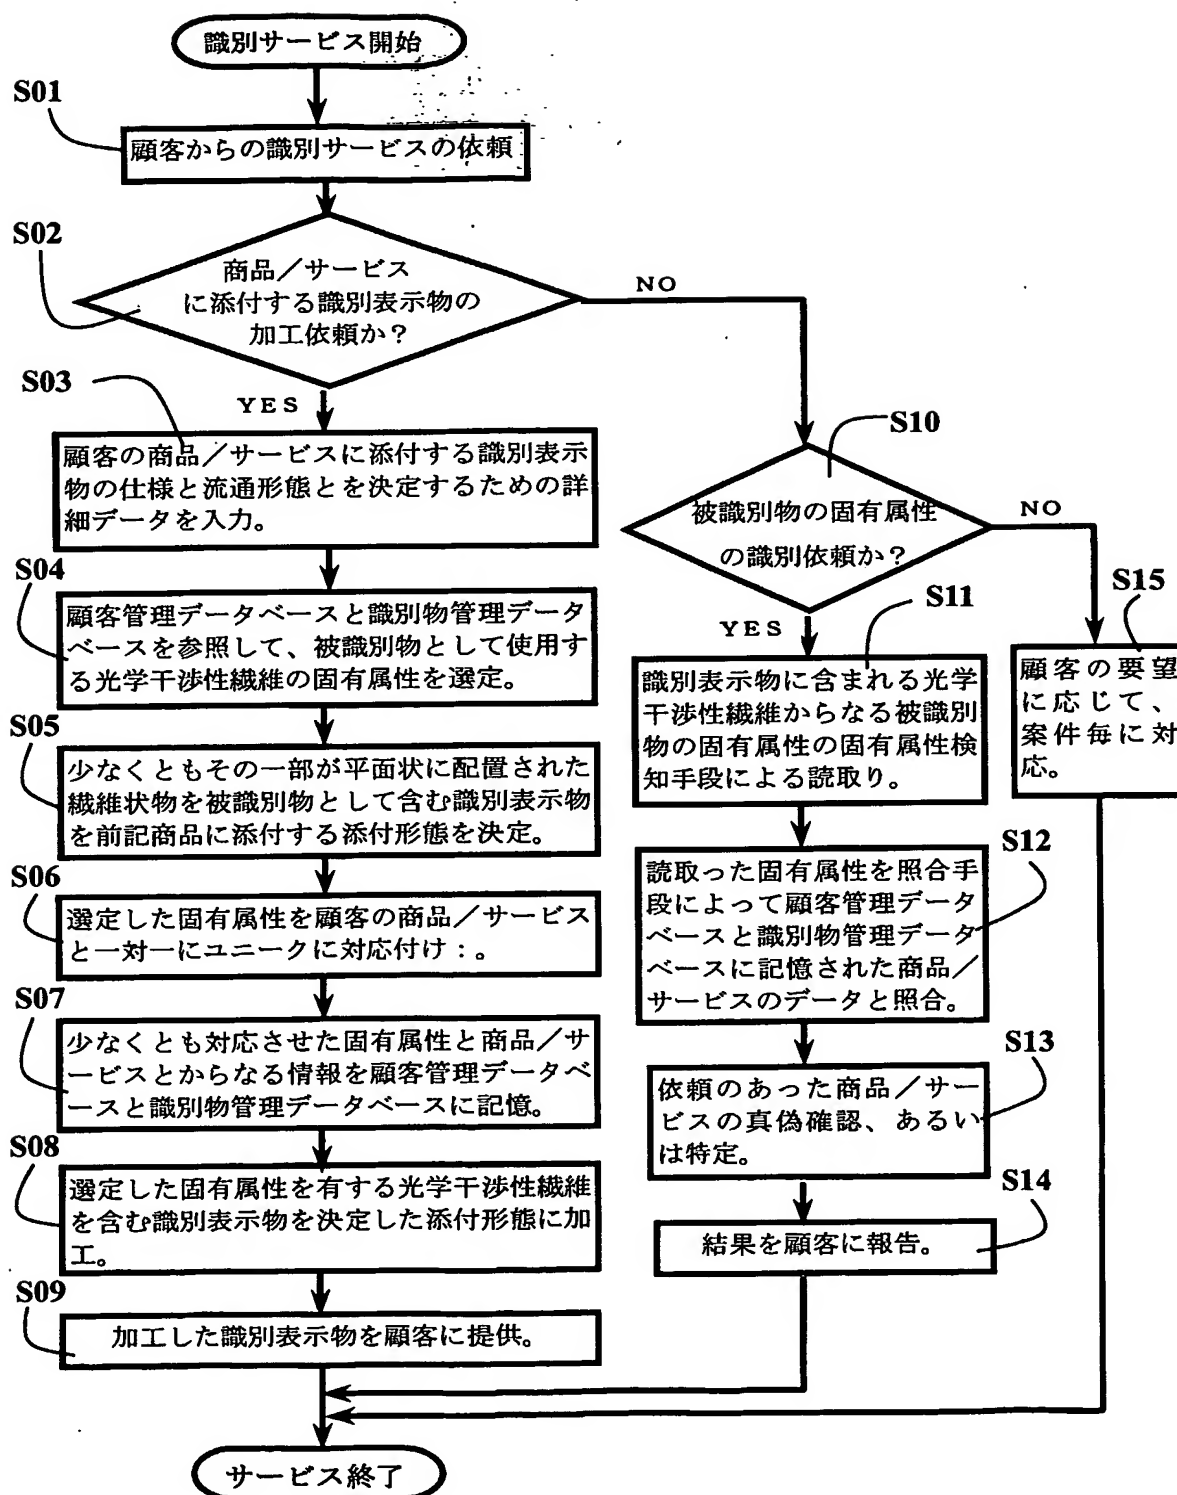 識別サービス開始
S01
顧客からの識別サービスの依頼
S02
商品／サービス
に添付する識別表示物の
加工依頼か？
NO
S03
YES
顧客の商品／サービスに添付する識別表示
物の仕様と流通形態とを決定するための詳
細データを入力。
S04
顧客管理データベースと識別物管理データ
ベースを参照して、被識別物として使用す
る光学干渉性繊維の固有属性を選定。
S05
少なくともその一部が平面状に配置された
繊維状物を被識別物として含む識別表示物
を前記商品に添付する添付形態を決定。
S06
選定した固有属性を顧客の商品／サービス
と一対一にユニークに対応付け：。
S07
少なくとも対応させた固有属性と商品／サ
ービスとからなる情報を顧客管理データベ
ースと識別物管理データベースに記憶。
S08
選定した固有属性を有する光学干渉性繊維
を含む識別表示物を決定した添付形態に加
工。
S09
加工した識別表示物を顧客に提供。
S10
被識別物の固有属性
の識別依頼か？
NO
YES
S11
識別表示物に含まれる光学
干渉性繊維からなる被識別
物の固有属性の固有属性検
知手段による読取り。
S12
読取った固有属性を照合手
段によって顧客管理データ
ベースと識別物管理データ
ベースに記憶された商品／
サービスのデータと照合。
S13
依頼のあった商品／サー
ビスの真偽確認、あるい
は特定。
S14
結果を顧客に報告。
S15
顧客の要望
に応じて、
案件毎に対
応。
サービス終了